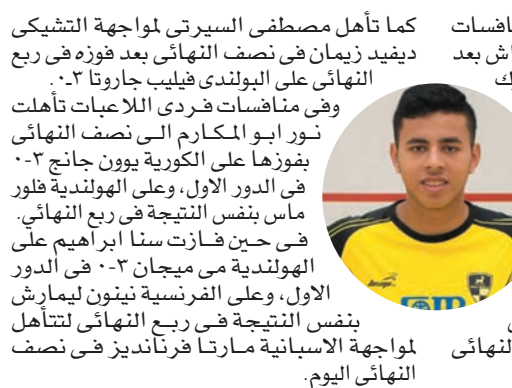 كما تأهل مصطفى السيرتى لمواجهة التشيكى
ديفيد زيمان فى نصف النهائى بعد فوزه فى ربع
النهائى على البولندى فيليب جاروتا ٣-٠.
وفى منافسات فردى اللاعبات تأهلت
نور ابو المكارم الى نصف النهائى
بفوزها على الكورية يوون جانج ٣-٠
فى الدور الاول، وعلى الهولندية فلور
ماس بنفس النتيجة فى ربع النهائي.
فى حين فازت سنا ابراهيم على
الهولندية مى ميجان ٣-٠ فى الدور
الاول، وعلى الفرنسية نينون ليمارش
بنفس النتيجة فى ربع النهائى لتتأهل
لمواجهة الاسبانية مارتا فرنانديز فى نصف
النهائى اليوم.
بعد
النهائى